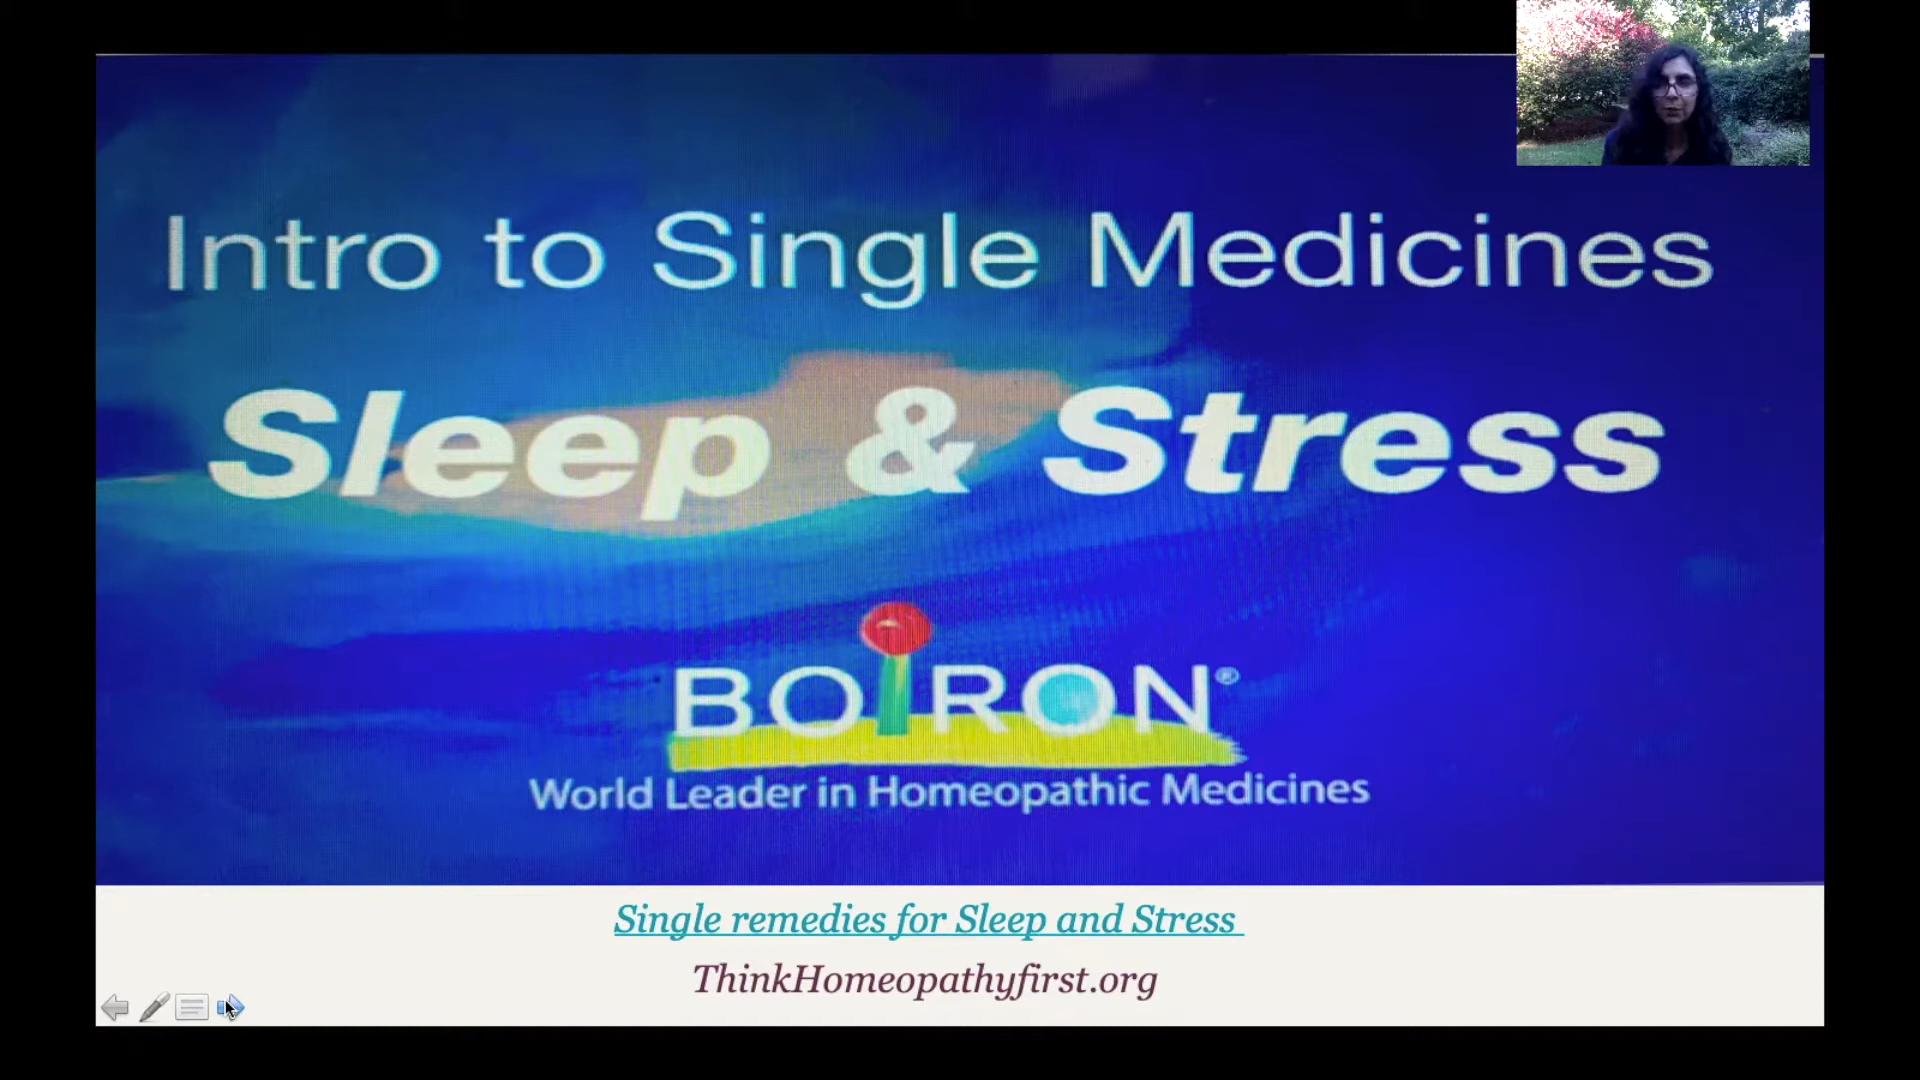 Intro to Single Medicines
Sleep & Stress
BOIRON®
World Leader in Homeopathic Medicines
Single remedies for Sleep and Stress
ThinkHomeopathyfirst.org